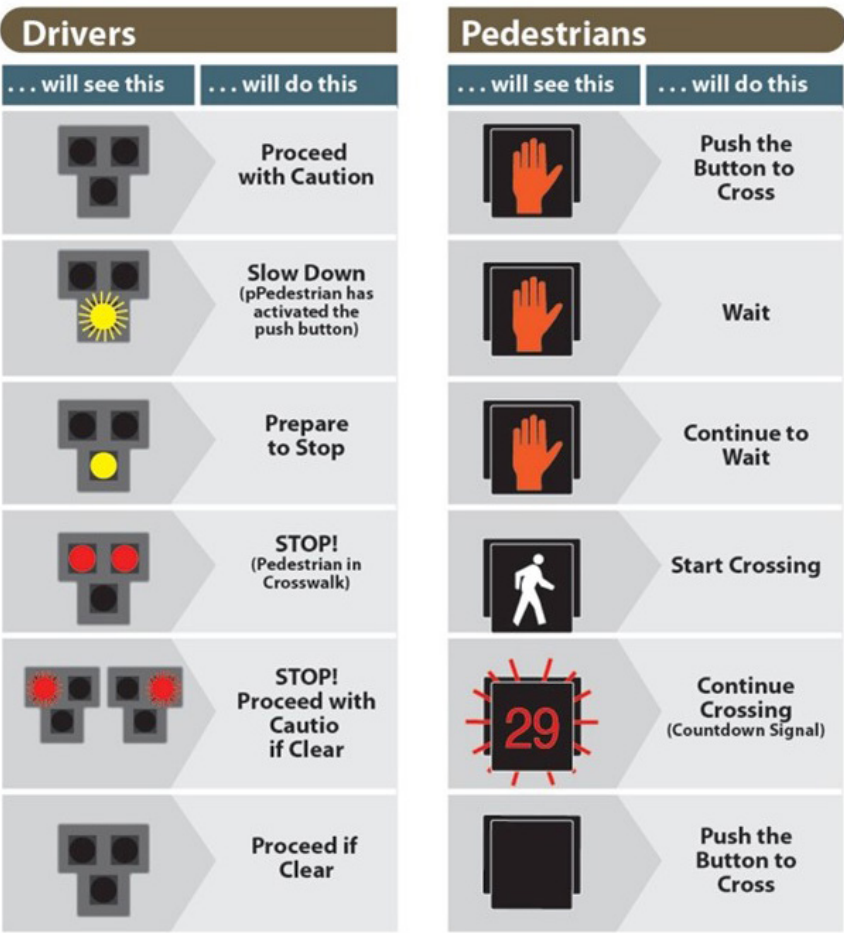 Drivers
... will see this
... will do this
Proceed
with Caution
Slow Down
(pPedestrian has
activated the
push button)
Prepare
to Stop
STOP!
(Pedestrian in
Crosswalk)
STOP!
Proceed with
Cautio
if Clear
Proceed if
Clear
Pedestrians
... will see this
... will do this
Push the
Button to
Cross
Wait
Continue to
Wait
Start Crossing
29
Continue
Crossing
(Countdown Signal)
Push the
Button to
Cross